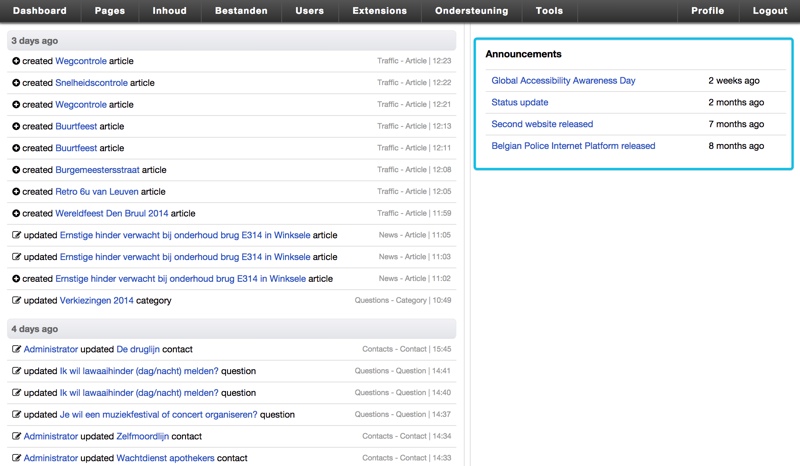 Dashboard Pages Inhoud Bestanden Users Extensions Ondersteuning Tools Profile Logout
3 days ago
created Wegcontrole article Traffic - Article | 12:23
created Snelheidscontrole article Traffic - Article | 12:22
created Wegcontrole article Traffic - Article | 12:21
created Buurtfeest article Traffic - Article | 12:13
created Buurtfeest article Traffic - Article | 12:11
created Burgemeestersstraat article Traffic - Article | 12:08
created Retro 6u van Leuven article Traffic - Article | 12:05
created Wereldfeest Den Bruul 2014 article Traffic - Article | 11:59
updated Ernstige hinder verwacht bij onderhoud brug E314 in Winksele article News - Article | 11:05
updated Ernstige hinder verwacht bij onderhoud brug E314 in Winksele article News - Article | 11:03
created Ernstige hinder verwacht bij onderhoud brug E314 in Winksele article News - Article | 11:02
updated Verkiezingen 2014 category Questions - Category | 10:49
4 days ago
Administrator updated De druglijn contact Contacts - Contact | 15:45
updated Ik wil lawaaihinder (dag/nacht) melden? question Questions - Question | 14:41
updated Ik wil lawaaihinder (dag/nacht) melden? question Questions - Question | 14:40
updated Je wil een muziekfestival of concert organiseren? question Questions - Question | 14:37
Administrator updated Zelfmoordlijn contact Contacts - Contact | 14:34
Administrator updated Wachtdienst apothekers contact Contacts - Contact | 14:33
Announcements
Global Accessibility Awareness Day 2 weeks ago
Status update 2 months ago
Second website released 7 months ago
Belgian Police Internet Platform released 8 months ago